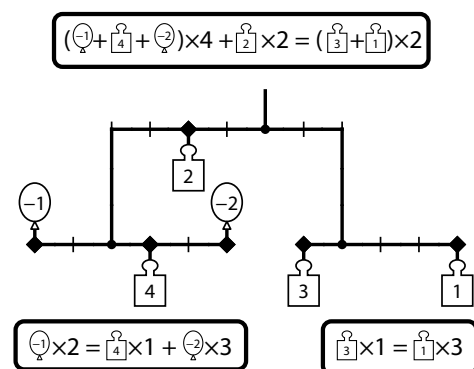 (−1+4+−2)×4 +2×2 = (3+1)×2
2
−1
−2
4
3
1
−1×2 = 4×1 + −2×3
3×1 = 1×3